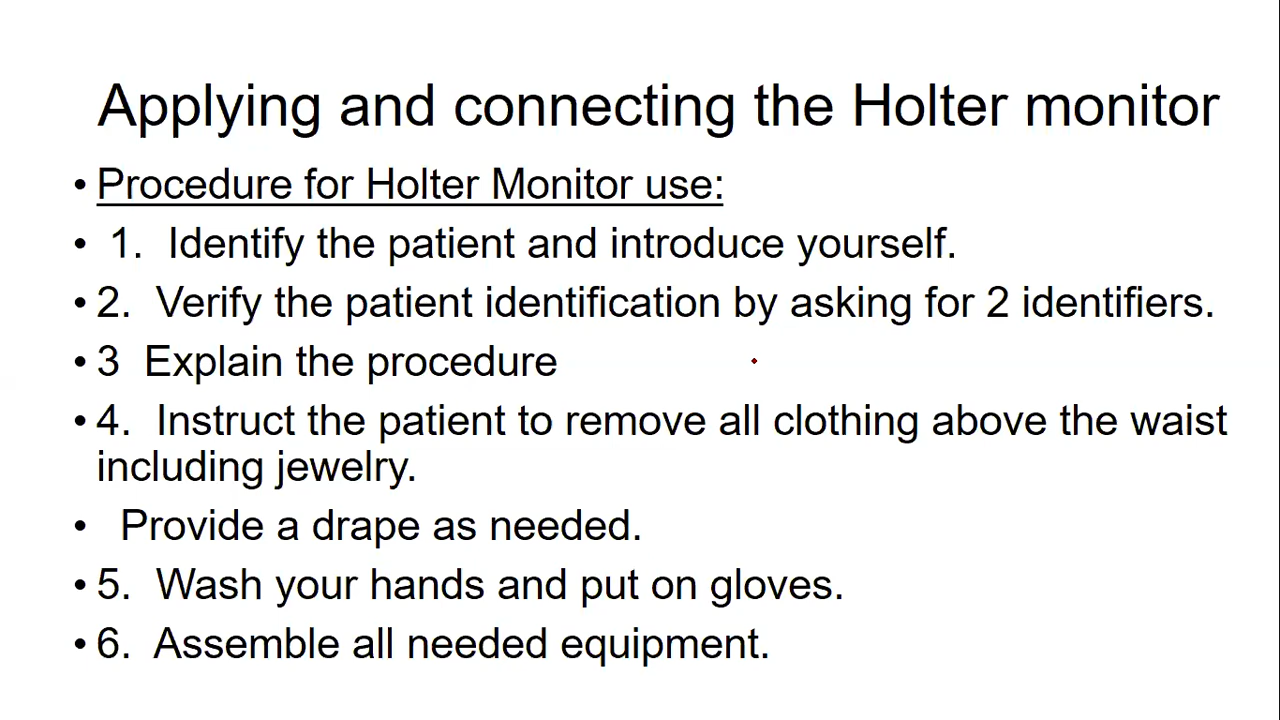 Applying and connecting the Holter monitor
• Procedure for Holter Monitor use:
• 1. Identify the patient and introduce yourself.
• 2. Verify the patient identification by asking for 2 identifiers.
• 3 Explain the procedure
• 4. Instruct the patient to remove all clothing above the waist
including jewelry.
• Provide a drape as needed.
• 5. Wash your hands and put on gloves.
• 6. Assemble all needed equipment.